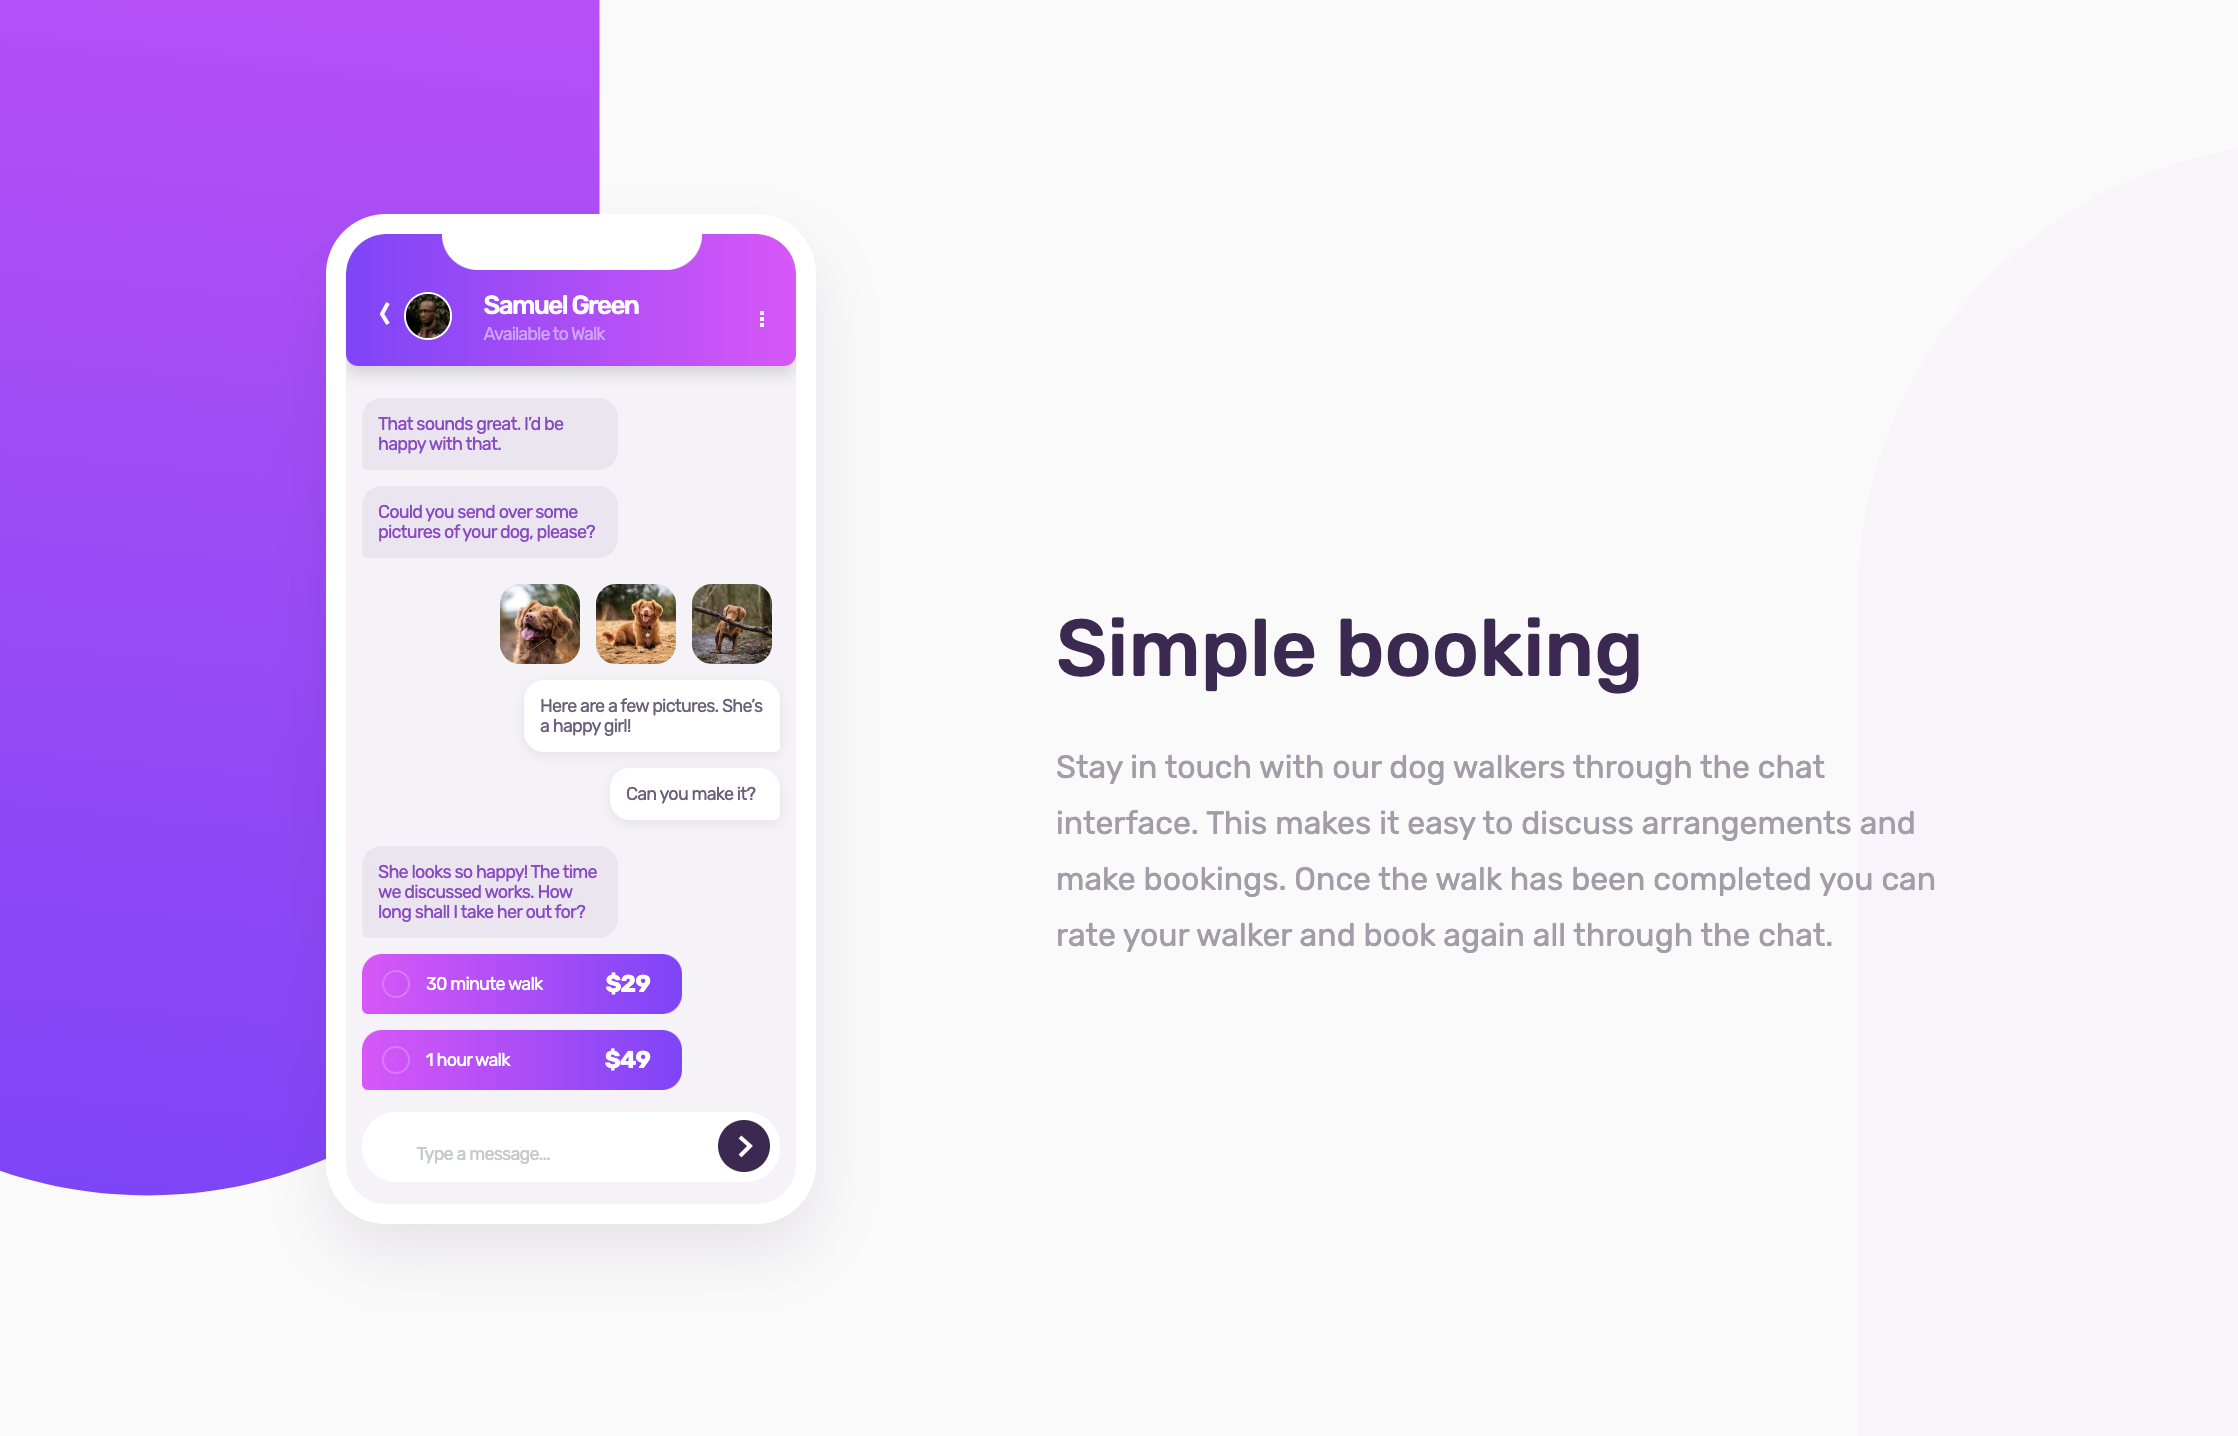 Samuel Green
Available to Walk
That sounds great. I’d be
happy with that.
Could you send over some
pictures of your dog, please?
Here are a few pictures. She’s
a happy girl!
Can you make it?
She looks so happy! The time
we discussed works. How
long shall I take her out for?
30 minute walk $29
1 hour walk $49
Type a message...
Simple booking
Stay in touch with our dog walkers through the chat
interface. This makes it easy to discuss arrangements and
make bookings. Once the walk has been completed you can
rate your walker and book again all through the chat.